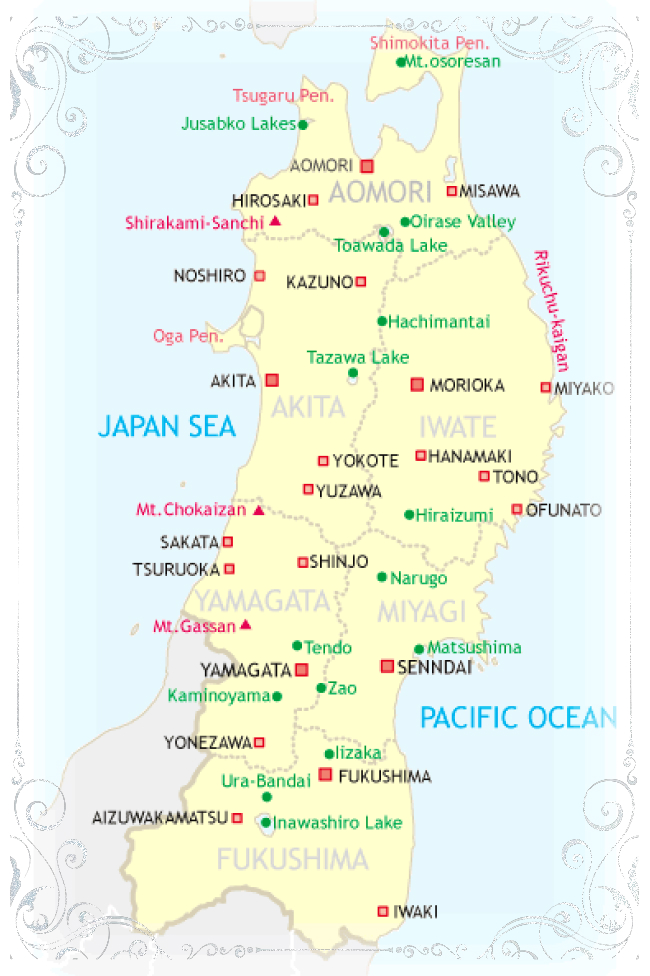 Shimokita Pen.
Mt.osoresan
Tsugaru Pen.
Jusabko Lakes
AOMORI
AOMORI
MISAWA
HIROSAKI
Shirakami-Sanchi
Oirase Valley
Toawada Lake
Rikuchu-kaigan
NOSHIRO
KAZUNO
Hachimantai
Oga Pen.
Tazawa Lake
AKITA
MORIOKA
MIYAKO
AKITA
JAPAN SEA
IWATE
YOKOTE
HANAMAKI
TONO
YUZAWA
Mt.Chokaizan
Hiraizumi
OFUNATO
SAKATA
SHINJO
TSURUOKA
Narugo
YAMAGATA
MIYAGI
Mt.Gassan
Tendo
Matsushima
YAMAGATA
SENNDAI
Zao
Kaminoyama
PACIFIC OCEAN
YONEZAWA
Iizaka
FUKUSHIMA
Ura-Bandai
AIZUWAKAMATSU
Inawashiro Lake
FUKUSHIMA
IWAKI